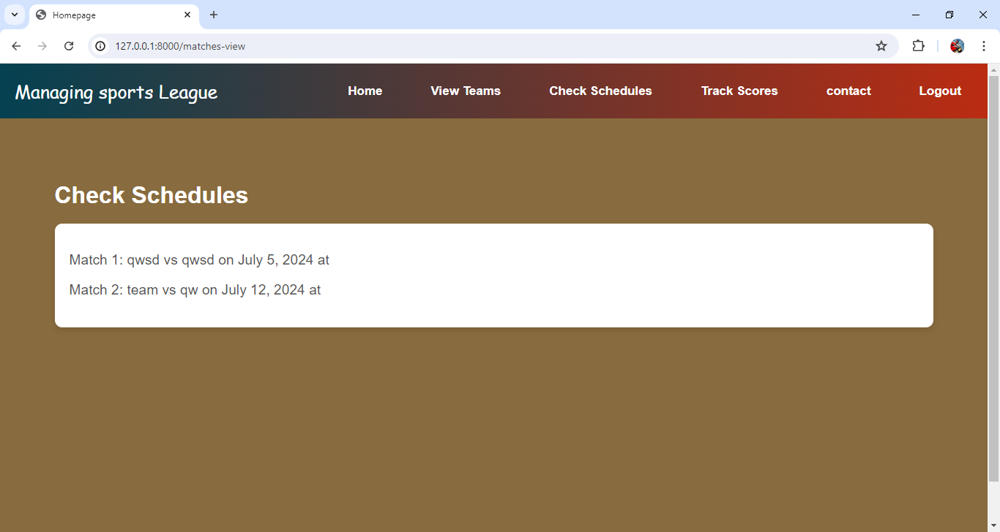 Homepage
127.0.0.1:8000/matches-view
Managing sports League
Home
View Teams
Check Schedules
Track Scores
contact
Logout
Check Schedules
Match 1: qwsd vs qwsd on July 5, 2024 at
Match 2: team vs qw on July 12, 2024 at